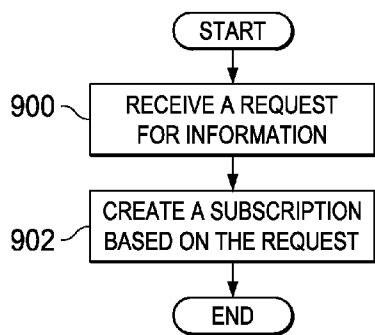 START
900
RECEIVE A REQUEST
FOR INFORMATION
902
CREATE A SUBSCRIPTION
BASED ON THE REQUEST
END